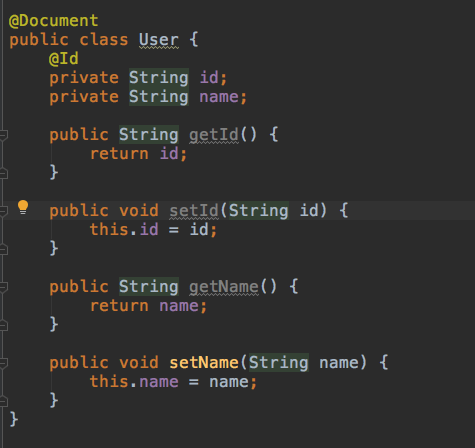 @Document
public class User {
    @Id
    private String id;
    private String name;

    public String getId() {
        return id;
    }

    public void setId(String id) {
        this.id = id;
    }

    public String getName() {
        return name;
    }

    public void setName(String name) {
        this.name = name;
    }
}